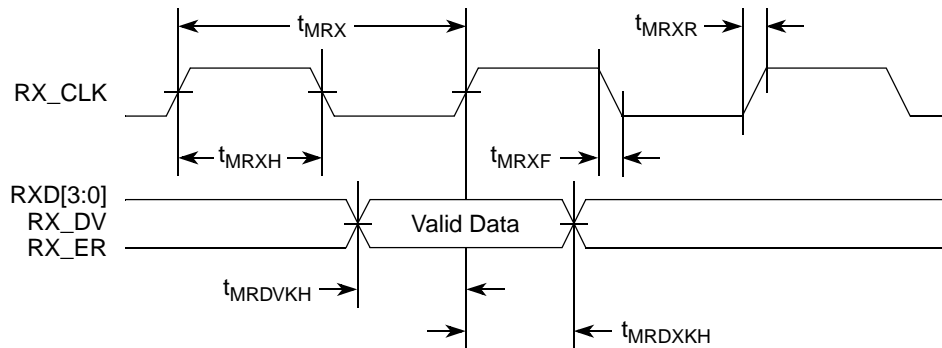 tMRX
tMRXR
RX_CLK
tMRXH
tMRXF
RXD[3:0]
RX_DV
Valid Data
RX_ER
tMRDVKH
tMRDXKH